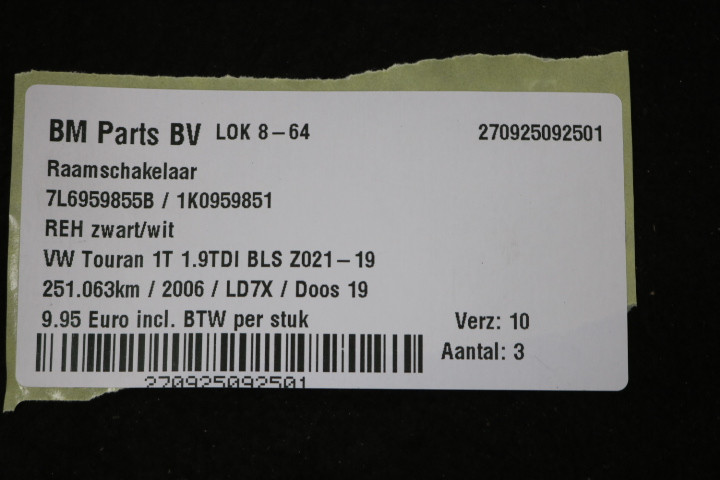 BM Parts BV LOK 8-64 270925092501
Raamschakelaar
7L6959855B / 1K0959851
REH zwart/wit
VW Touran 1T 1.9TDI BLS Z021-19
251.063km / 2006 / LD7X / Doos 19
9.95 Euro incl. BTW per stuk Verz: 10
Aantal: 3
270925092501